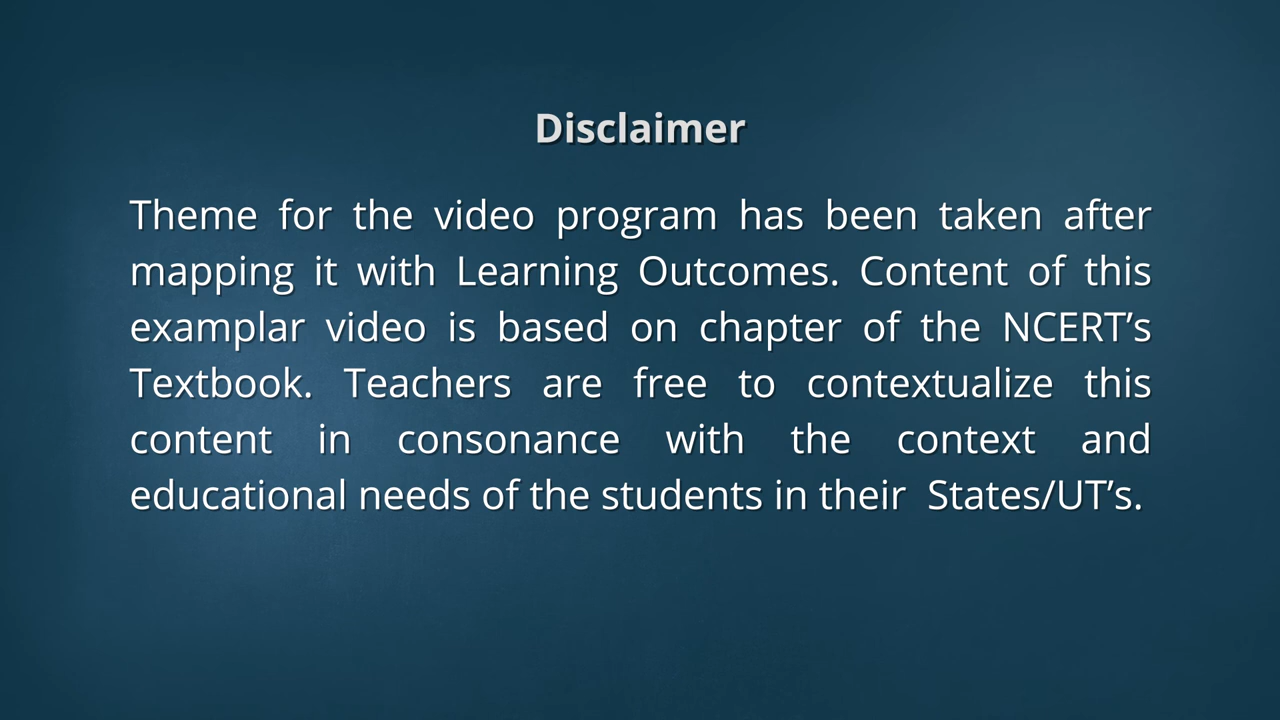 Disclaimer
Theme for the video program has been taken after
mapping it with Learning Outcomes. Content of this
examplar video is based on chapter of the NCERT’s
Textbook. Teachers are free to contextualize this
content in consonance with the context and
educational needs of the students in their States/UT’s.